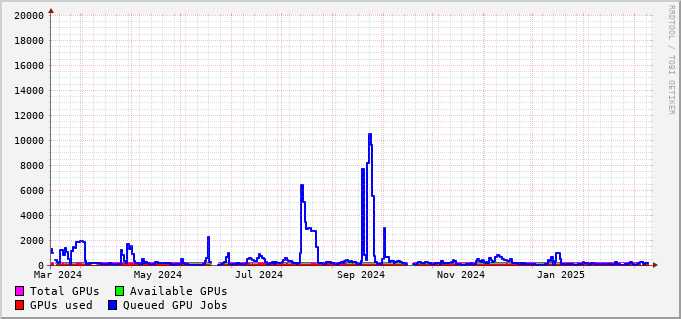 20000
18000
16000
14000
12000
10000
8000
6000
4000
2000
0
Mar 2024 May 2024 Jul 2024 Sep 2024 Nov 2024 Jan 2025
Total GPUs Available GPUs
GPUs used Queued GPU Jobs
RRDTOOL / TOBI OETIKER